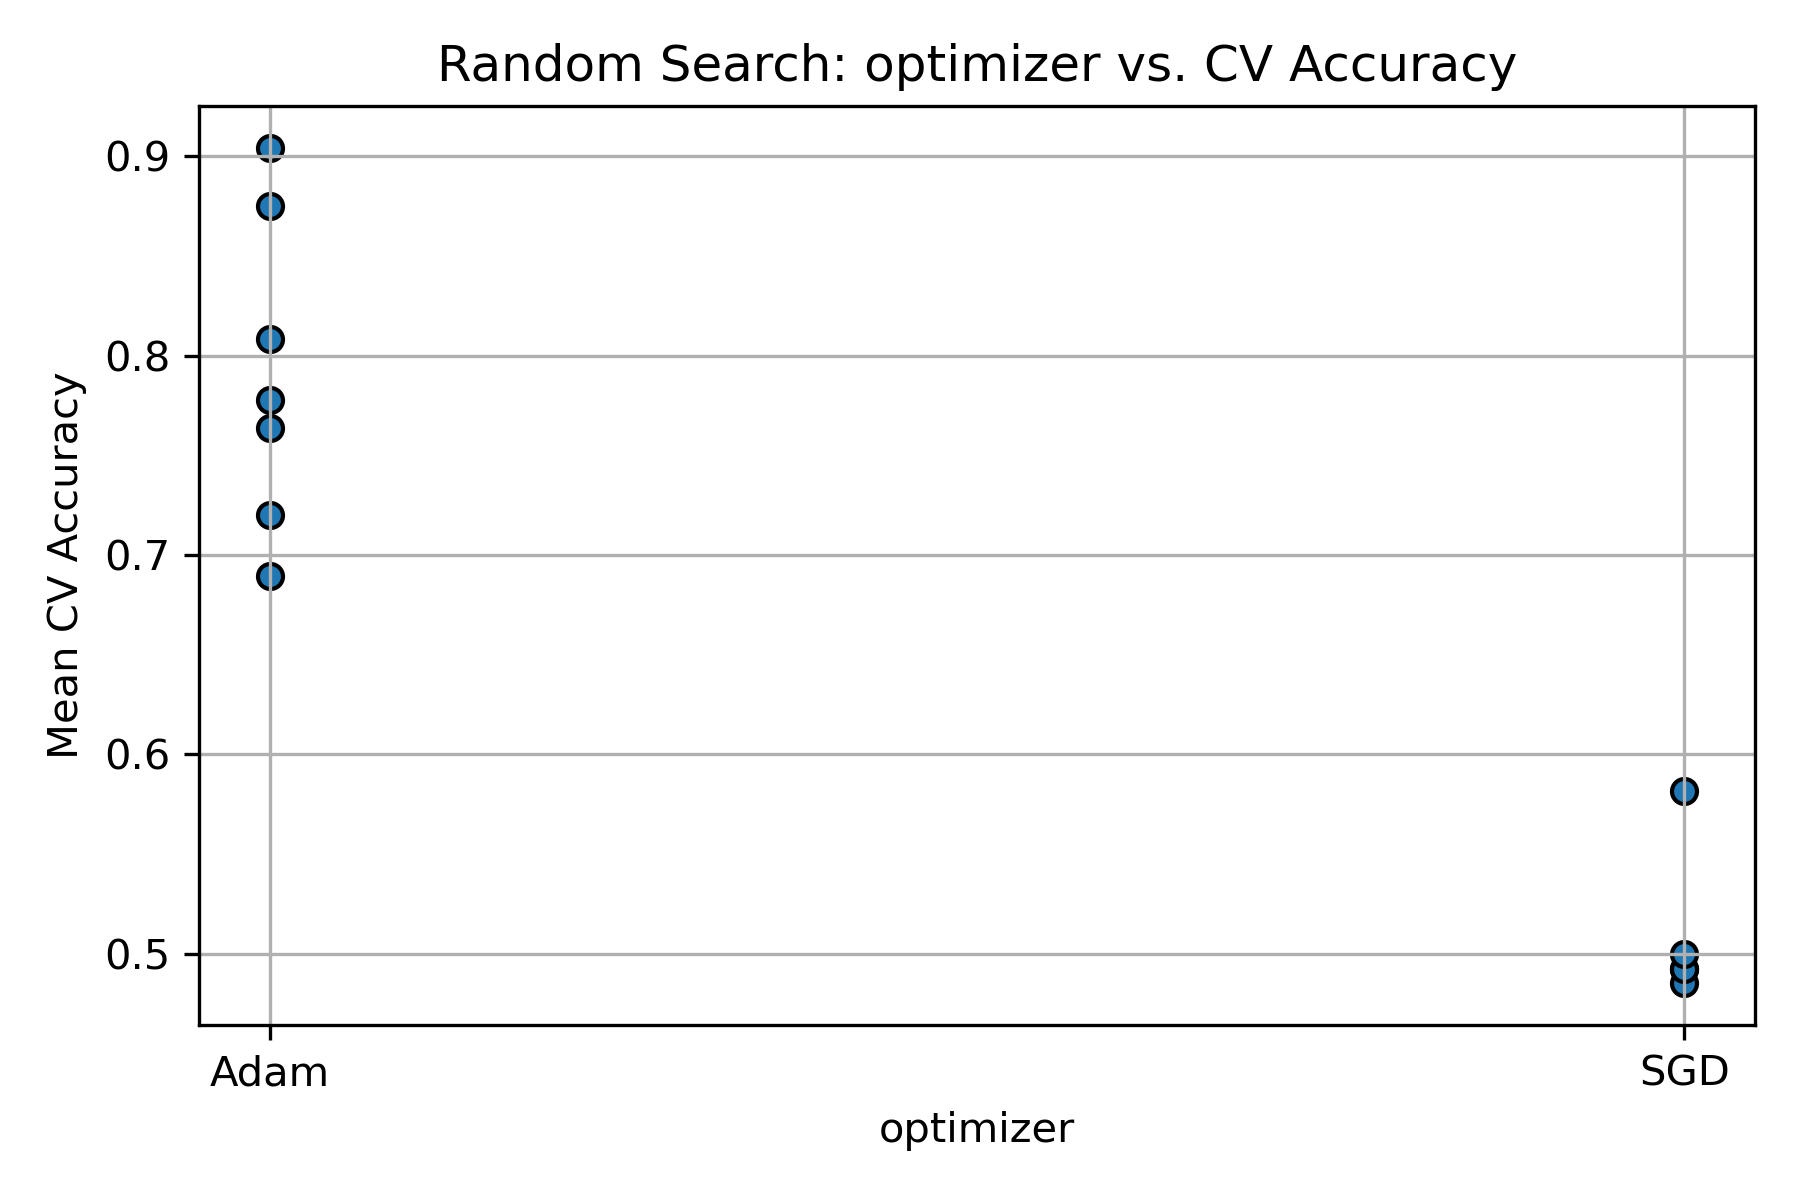 Random Search: optimizer vs. CV Accuracy
Mean CV Accuracy
0.9
0.8
0.7
0.6
0.5
Adam
SGD
optimizer